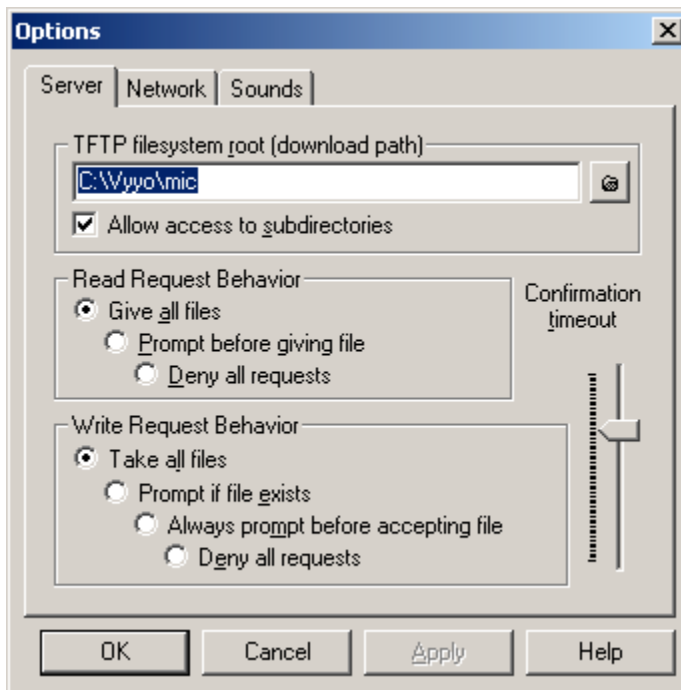 Options
Server Network Sounds
TFTP filesystem root (download path)
C:\Vyyo\mic
Allow access to subdirectories
Read Request Behavior
Give all files
Prompt before giving file
Deny all requests
Confirmation
timeout
Write Request Behavior
Take all files
Prompt if file exists
Always prompt before accepting file
Deny all requests
OK Cancel Apply Help